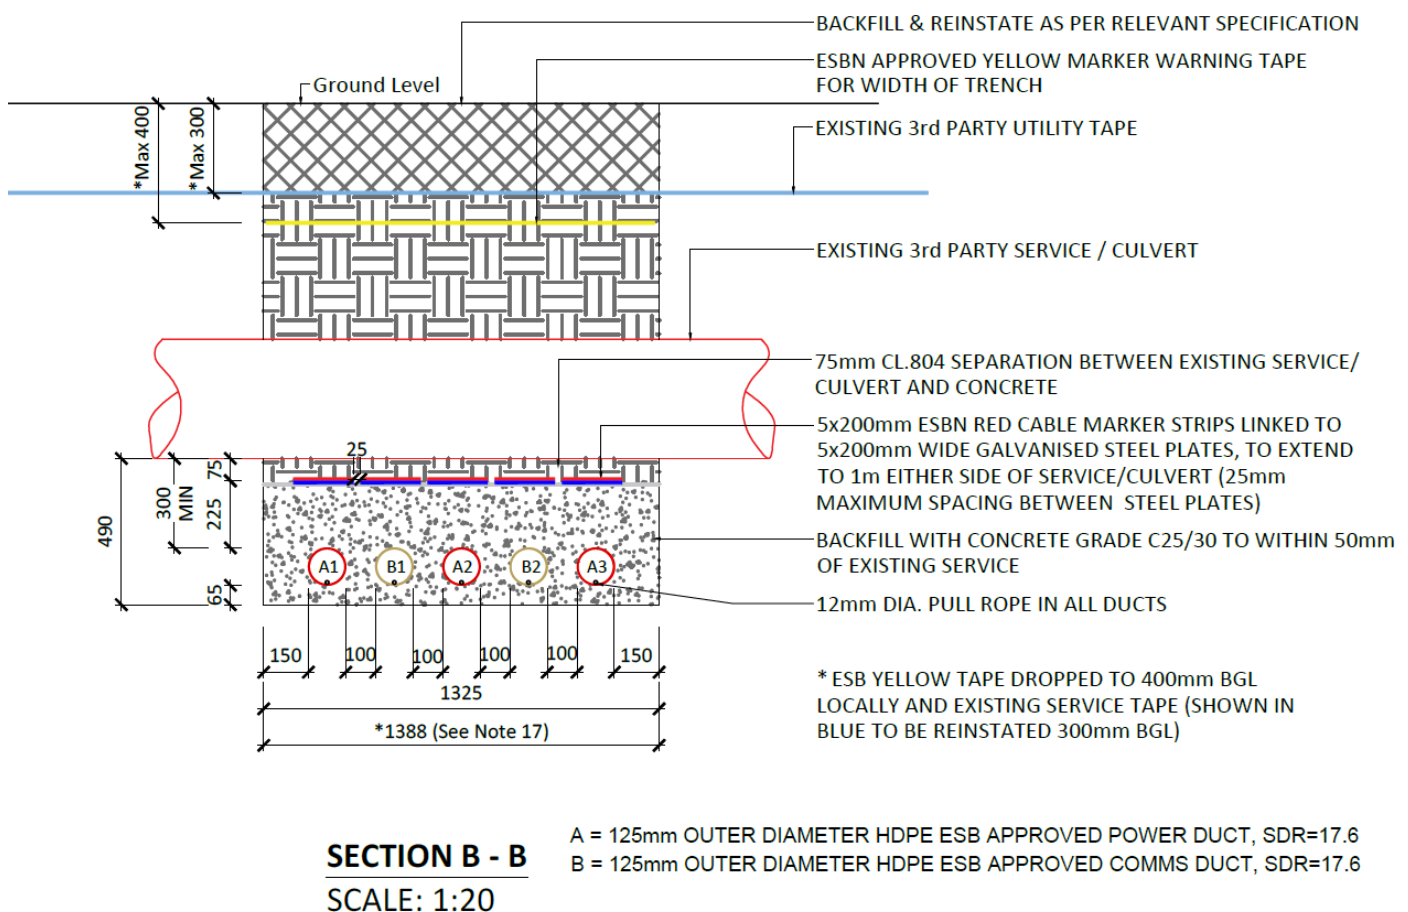 BACKFILL & REINSTATE AS PER RELEVANT SPECIFICATION
ESBN APPROVED YELLOW MARKER WARNING TAPE
FOR WIDTH OF TRENCH
Ground Level
*Max 400
*Max 300
EXISTING 3rd PARTY UTILITY TAPE
EXISTING 3rd PARTY SERVICE / CULVERT
75mm CL.804 SEPARATION BETWEEN EXISTING SERVICE/
CULVERT AND CONCRETE
5x200mm ESBN RED CABLE MARKER STRIPS LINKED TO
5x200mm WIDE GALVANISED STEEL PLATES, TO EXTEND
TO 1m EITHER SIDE OF SERVICE/CULVERT (25mm
MAXIMUM SPACING BETWEEN STEEL PLATES)
25
75
300
MIN
225
490
65
BACKFILL WITH CONCRETE GRADE C25/30 TO WITHIN 50mm
OF EXISTING SERVICE
A1 B1 A2 B2 A3
12mm DIA. PULL ROPE IN ALL DUCTS
150 100 100 100 100 150
1325
*1388 (See Note 17)
* ESB YELLOW TAPE DROPPED TO 400mm BGL
LOCALLY AND EXISTING SERVICE TAPE (SHOWN IN
BLUE TO BE REINSTATED 300mm BGL)
SECTION B - B
SCALE: 1:20
A = 125mm OUTER DIAMETER HDPE ESB APPROVED POWER DUCT, SDR=17.6
B = 125mm OUTER DIAMETER HDPE ESB APPROVED COMMS DUCT, SDR=17.6